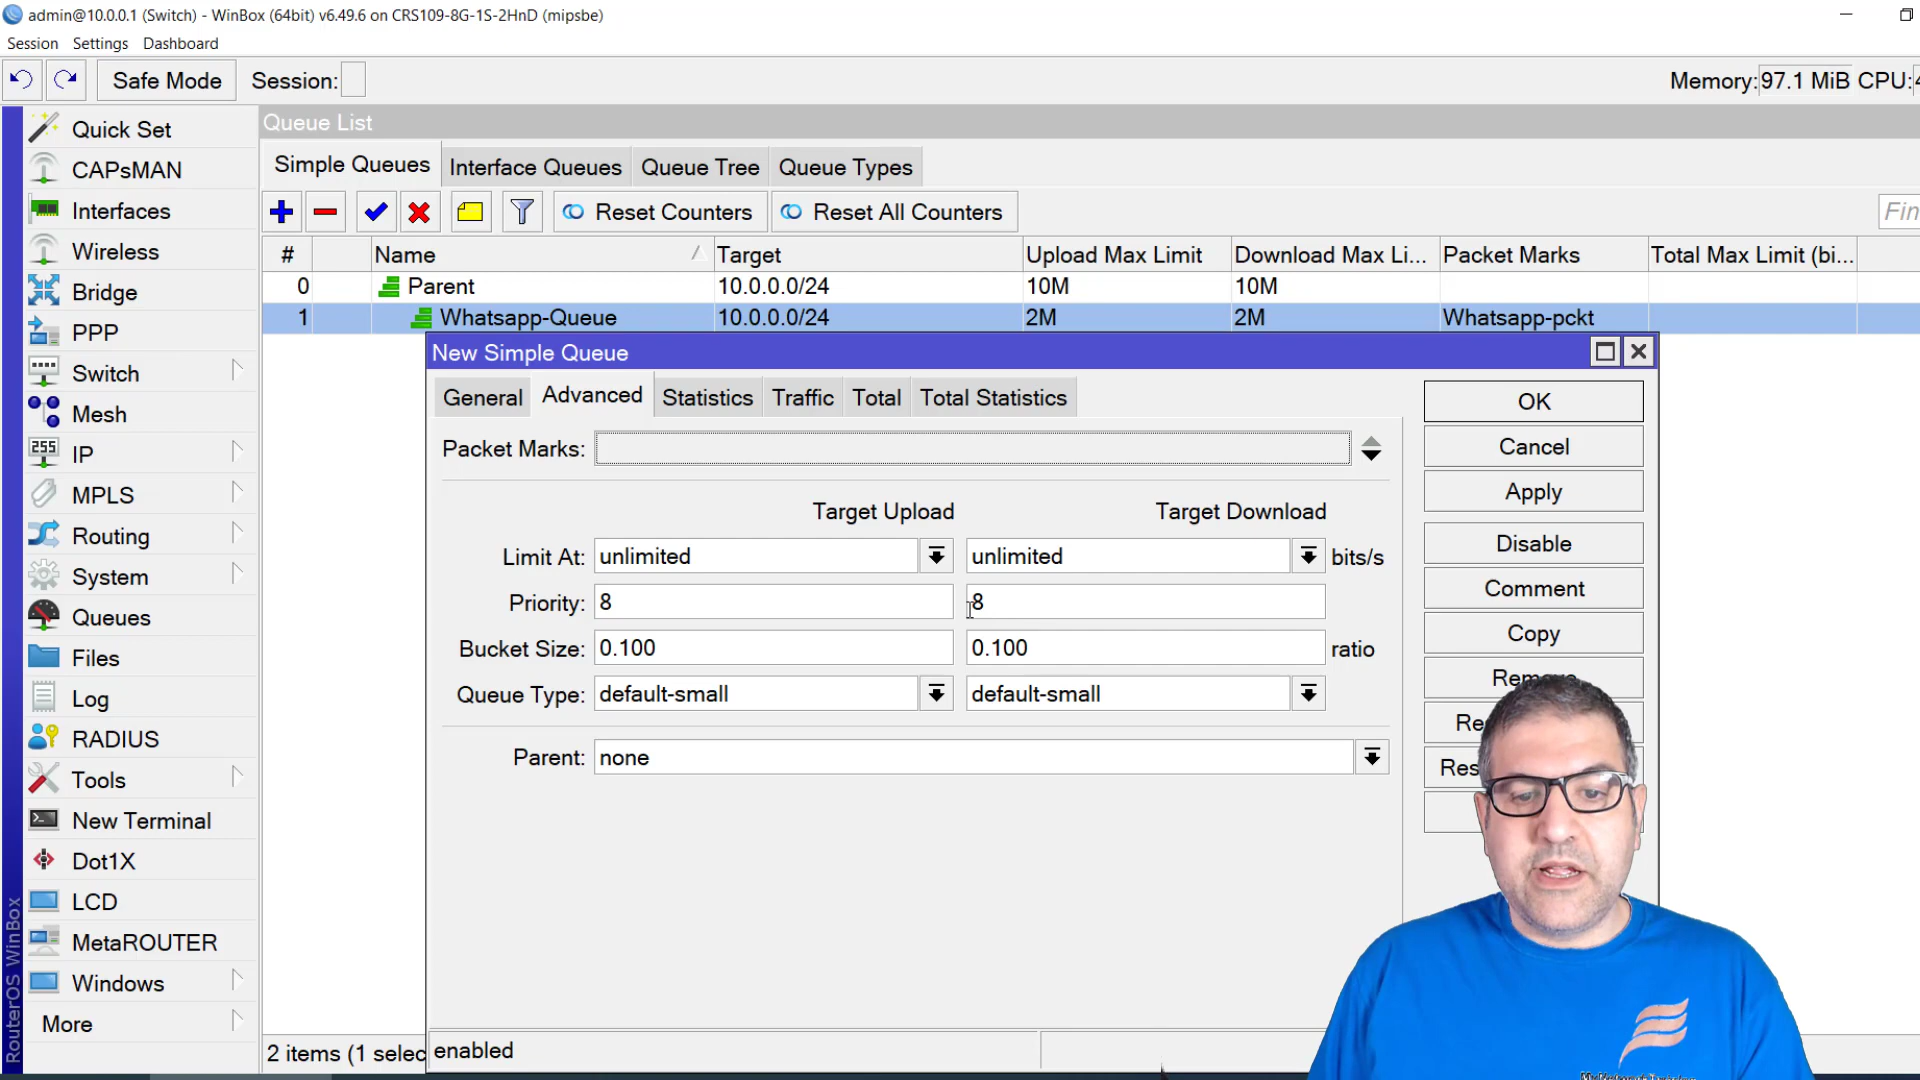 admin@10.0.0.1 (Switch) - WinBox (64bit) v6.49.6 on CRS109-8G-1S-2HnD (mipsbe)
Session Settings Dashboard
Safe Mode Session: Memory: 97.1 MiB CPU:
Quick Set
CAPsMAN
Interfaces
Wireless
Bridge
PPP
Switch
Mesh
IP
MPLS
Routing
System
Queues
Files
Log
RADIUS
Tools
New Terminal
Dot1X
LCD
MetaROUTER
Windows
More
RouterOS WinBox
Queue List
Simple Queues Interface Queues Queue Tree Queue Types
Reset Counters Reset All Counters Fin
# Name Target Upload Max Limit Download Max Li... Packet Marks Total Max Limit (bi...
0 Parent 10.0.0.0/24 10M 10M
1 Whatsapp-Queue 10.0.0.0/24 2M 2M Whatsapp-pckt
New Simple Queue
General Advanced Statistics Traffic Total Total Statistics
Packet Marks:
Target Upload Target Download
Limit At: unlimited unlimited bits/s
Priority: 8 8
Bucket Size: 0.100 0.100 ratio
Queue Type: default-small default-small
Parent: none
OK
Cancel
Apply
Disable
Comment
Copy
enabled
2 items (1 selec
255